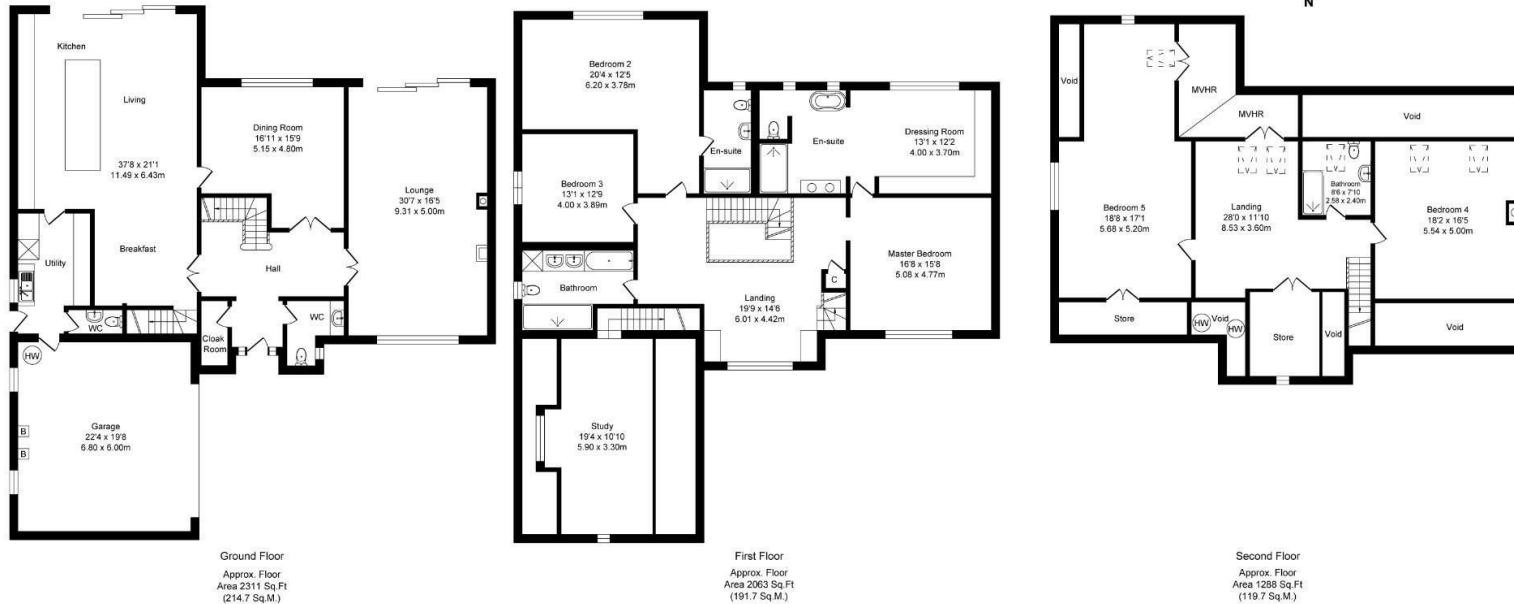 N
Kitchen
Living
37'8 x 21'1
11.49 x 6.43m
Breakfast
Utility
WC
HW
Garage
22'4 x 19'8
6.80 x 6.00m
B
B
Dining Room
16'11 x 15'9
5.15 x 4.80m
Hall
Cloak
Room
WC
Lounge
30'7 x 16'5
9.31 x 5.00m
Ground Floor
Approx. Floor
Area 2311 Sq.Ft
(214.7 Sq.M.)
Bedroom 2
20'4 x 12'5
6.20 x 3.78m
Bedroom 3
13'1 x 12'9
4.00 x 3.89m
Bathroom
En-suite
En-suite
Dressing Room
13'1 x 12'2
4.00 x 3.70m
Master Bedroom
16'8 x 15'8
5.08 x 4.77m
C
Landing
19'9 x 14'6
6.01 x 4.42m
Study
19'4 x 10'10
5.90 x 3.30m
First Floor
Approx. Floor
Area 2063 Sq.Ft
(191.7 Sq.M.)
Void
MVHR
MVHR
Void
Bedroom 5
18'8 x 17'1
5.68 x 5.20m
Landing
28'0 x 11'10
8.53 x 3.60m
Bathroom
8'6 x 7'10
2.58 x 2.40m
Bedroom 4
18'2 x 16'5
5.54 x 5.00m
Store
Void
HW
HW
Store
Void
Void
Second Floor
Approx. Floor
Area 1288 Sq.Ft
(119.7 Sq.M.)